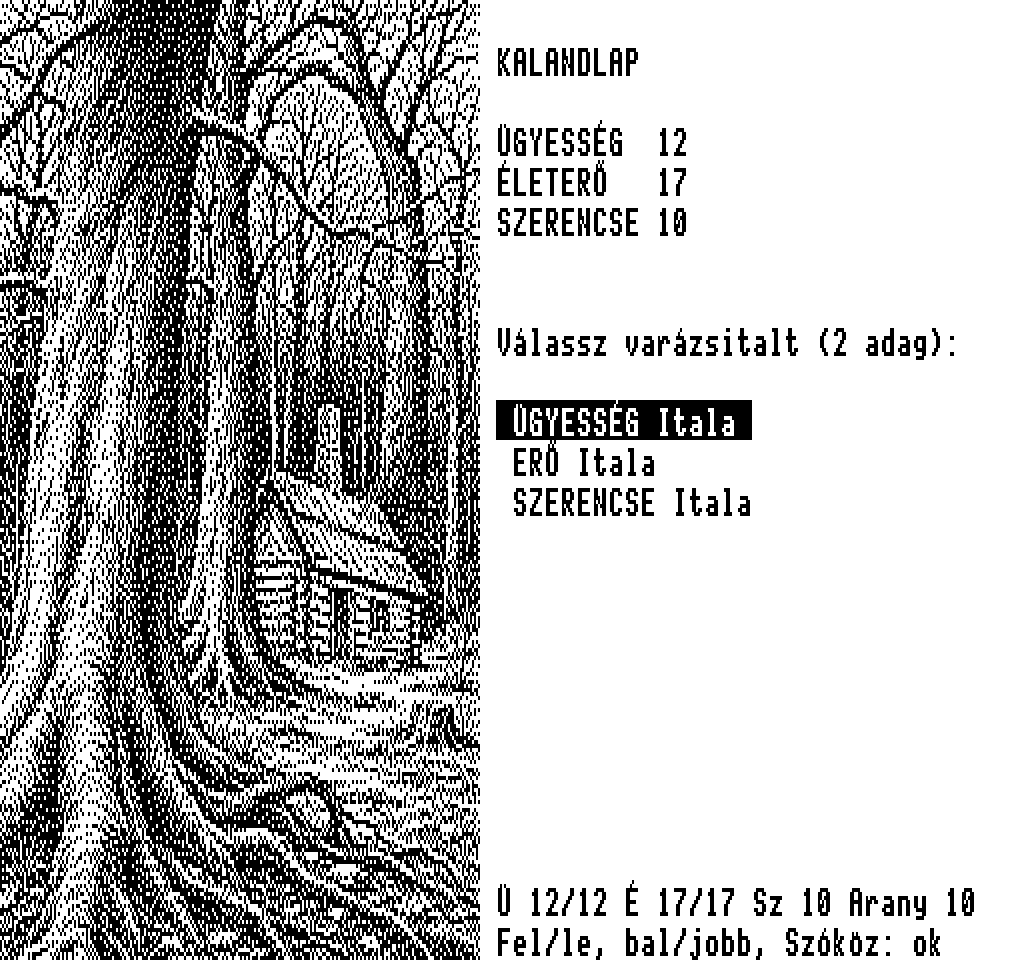 KALANDLAP
ÜGYESSÉG 12
ÉLETERŐ 17
SZERENCSE 10
Válassz varázsitalt (2 adag):
ÜGYESSÉG Itala
ERŐ Itala
SZERENCSE Itala
Ü 12/12 É 17/17 Sz 10 Arany 10
Fel/le, bal/jobb, Szóköz: ok